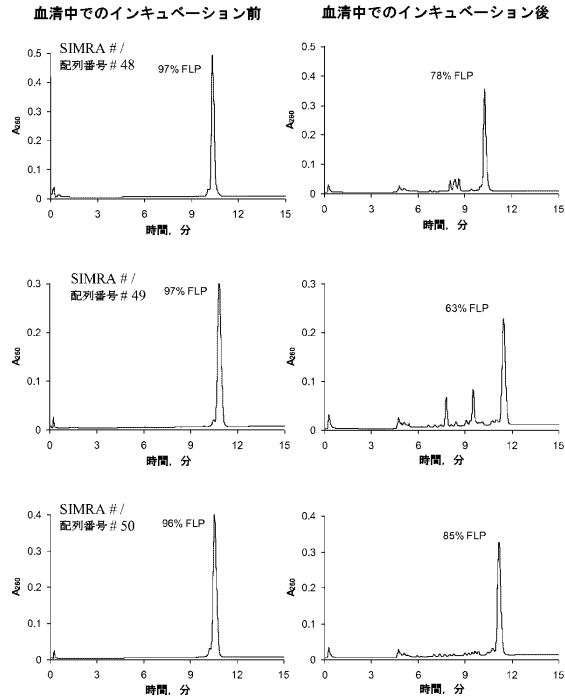 血清中でのインキュベーション前
血清中でのインキュベーション後
SIMRA # /
配列番号 # 48
97% FLP
0.5
0.4
0.3
0.2
0.1
0
A260
0 3 6 9 12 15
時間, 分
78% FLP
0.5
0.4
0.3
0.2
0.1
0
A260
0 3 6 9 12 15
時間, 分
SIMRA # /
配列番号 # 49
97% FLP
0.3
0.2
0.1
0
A260
0 3 6 9 12 15
時間, 分
63% FLP
0.3
0.2
0.1
0
A260
0 3 6 9 12 15
時間, 分
SIMRA # /
配列番号 # 50
96% FLP
0.4
0.3
0.2
0.1
0
A260
0 3 6 9 12 15
時間, 分
85% FLP
0.4
0.3
0.2
0.1
0
A260
0 3 6 9 12 15
時間, 分